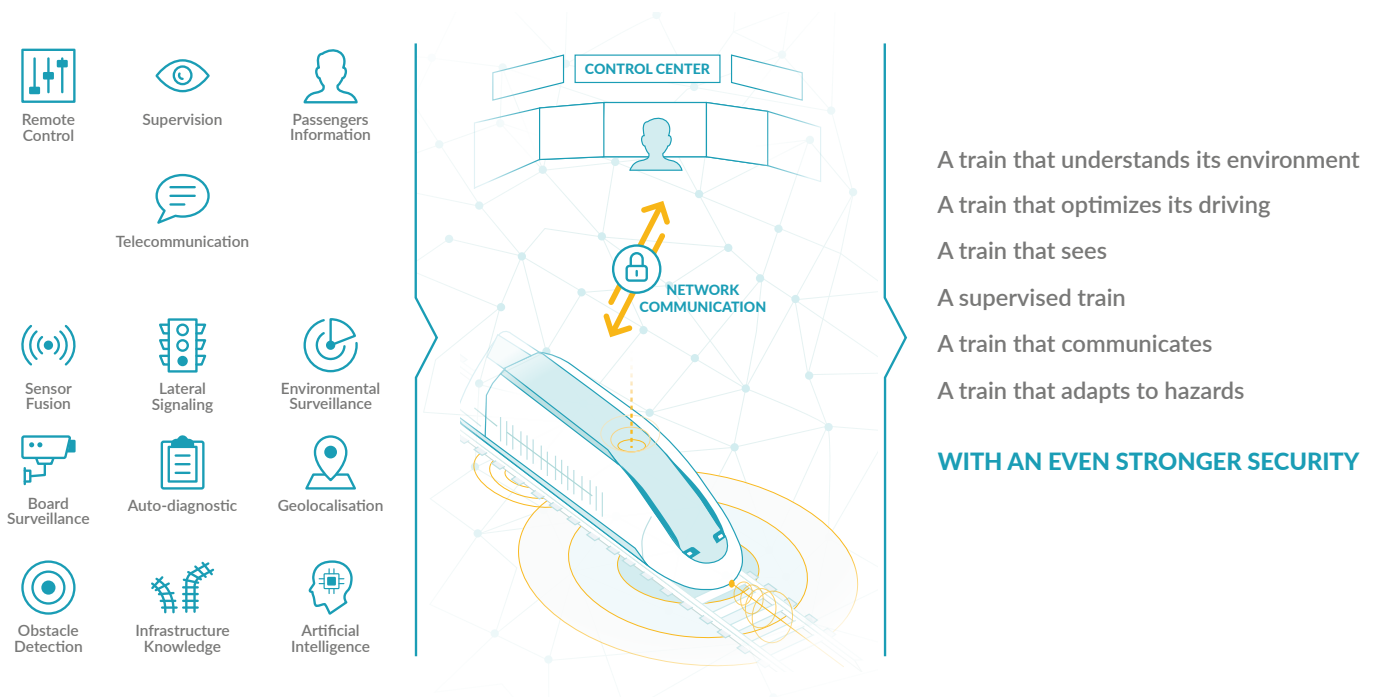 Remote
Control
Supervision
Passengers
Information
Telecommunication
Sensor
Fusion
Lateral
Signaling
Environmental
Surveillance
Board
Surveillance
Auto-diagnostic
Geolocalisation
Obstacle
Detection
Infrastructure
Knowledge
Artificial
Intelligence
CONTROL CENTER
NETWORK
COMMUNICATION
A train that understands its environment
A train that optimizes its driving
A train that sees
A supervised train
A train that communicates
A train that adapts to hazards
WITH AN EVEN STRONGER SECURITY